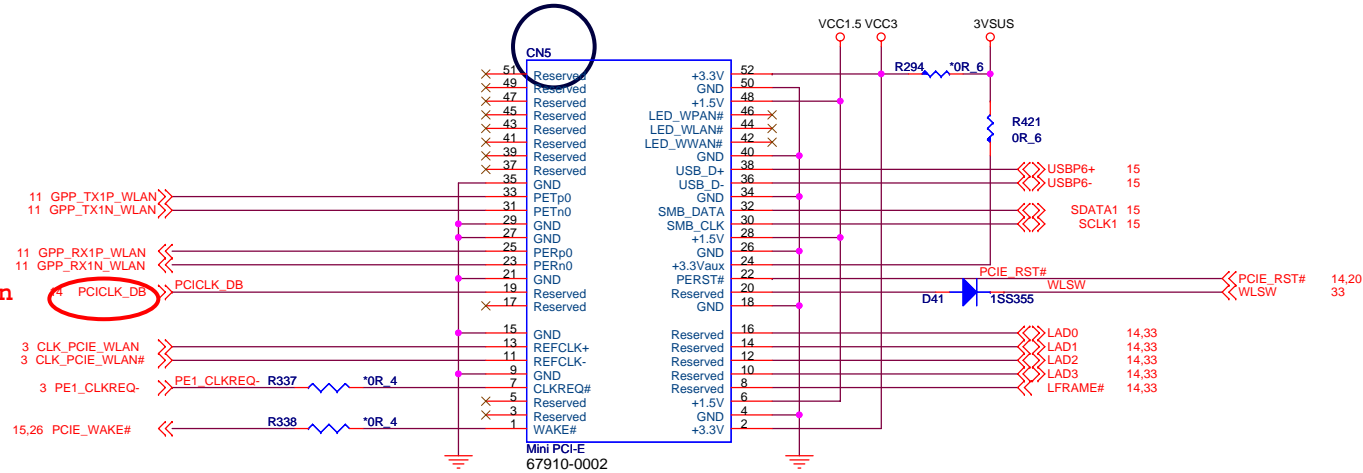 VCC1.5 VCC3 3VSUS
CN5
51 Reserved +3.3V 52 R294 *0R_6
49 Reserved GND 50
47 Reserved +1.5V 48
45 Reserved LED_WPAN# 46
43 Reserved LED_WLAN# 44 R421
41 Reserved LED_WWAN# 42 0R_6
39 Reserved GND 40
37 Reserved USB_D+ 38 USBP6+ 15
35 GND USB_D- 36 USBP6- 15
11 GPP_TX1P_WLAN 33 PETp0 GND 34
11 GPP_TX1N_WLAN 31 PETn0 SMB_DATA 32 SDATA1 15
29 GND SMB_CLK 30 SCLK1 15
27 GND +1.5V 28
11 GPP_RX1P_WLAN 25 PERp0 GND 26
11 GPP_RX1N_WLAN 23 PERn0 +3.3Vaux 24
21 GND PERST# 22 PCIE_RST# PCIE_RST# 14,20
n 4 PCICLK_DB PCICLK_DB 19 Reserved Reserved 20 WLSW WLSW 33
17 Reserved GND 18 D41 1SS355
15 GND Reserved 16 LAD0 14,33
3 CLK_PCIE_WLAN 13 REFCLK+ Reserved 14 LAD1 14,33
3 CLK_PCIE_WLAN# 11 REFCLK- Reserved 12 LAD2 14,33
9 GND Reserved 10 LAD3 14,33
3 PE1_CLKREQ- PE1_CLKREQ- R337 *0R_4 7 CLKREQ# Reserved 8 LFRAME# 14,33
5 Reserved +1.5V 6
3 Reserved GND 4
15,26 PCIE_WAKE# R338 *0R_4 1 WAKE# +3.3V 2
Mini PCI-E
67910-0002